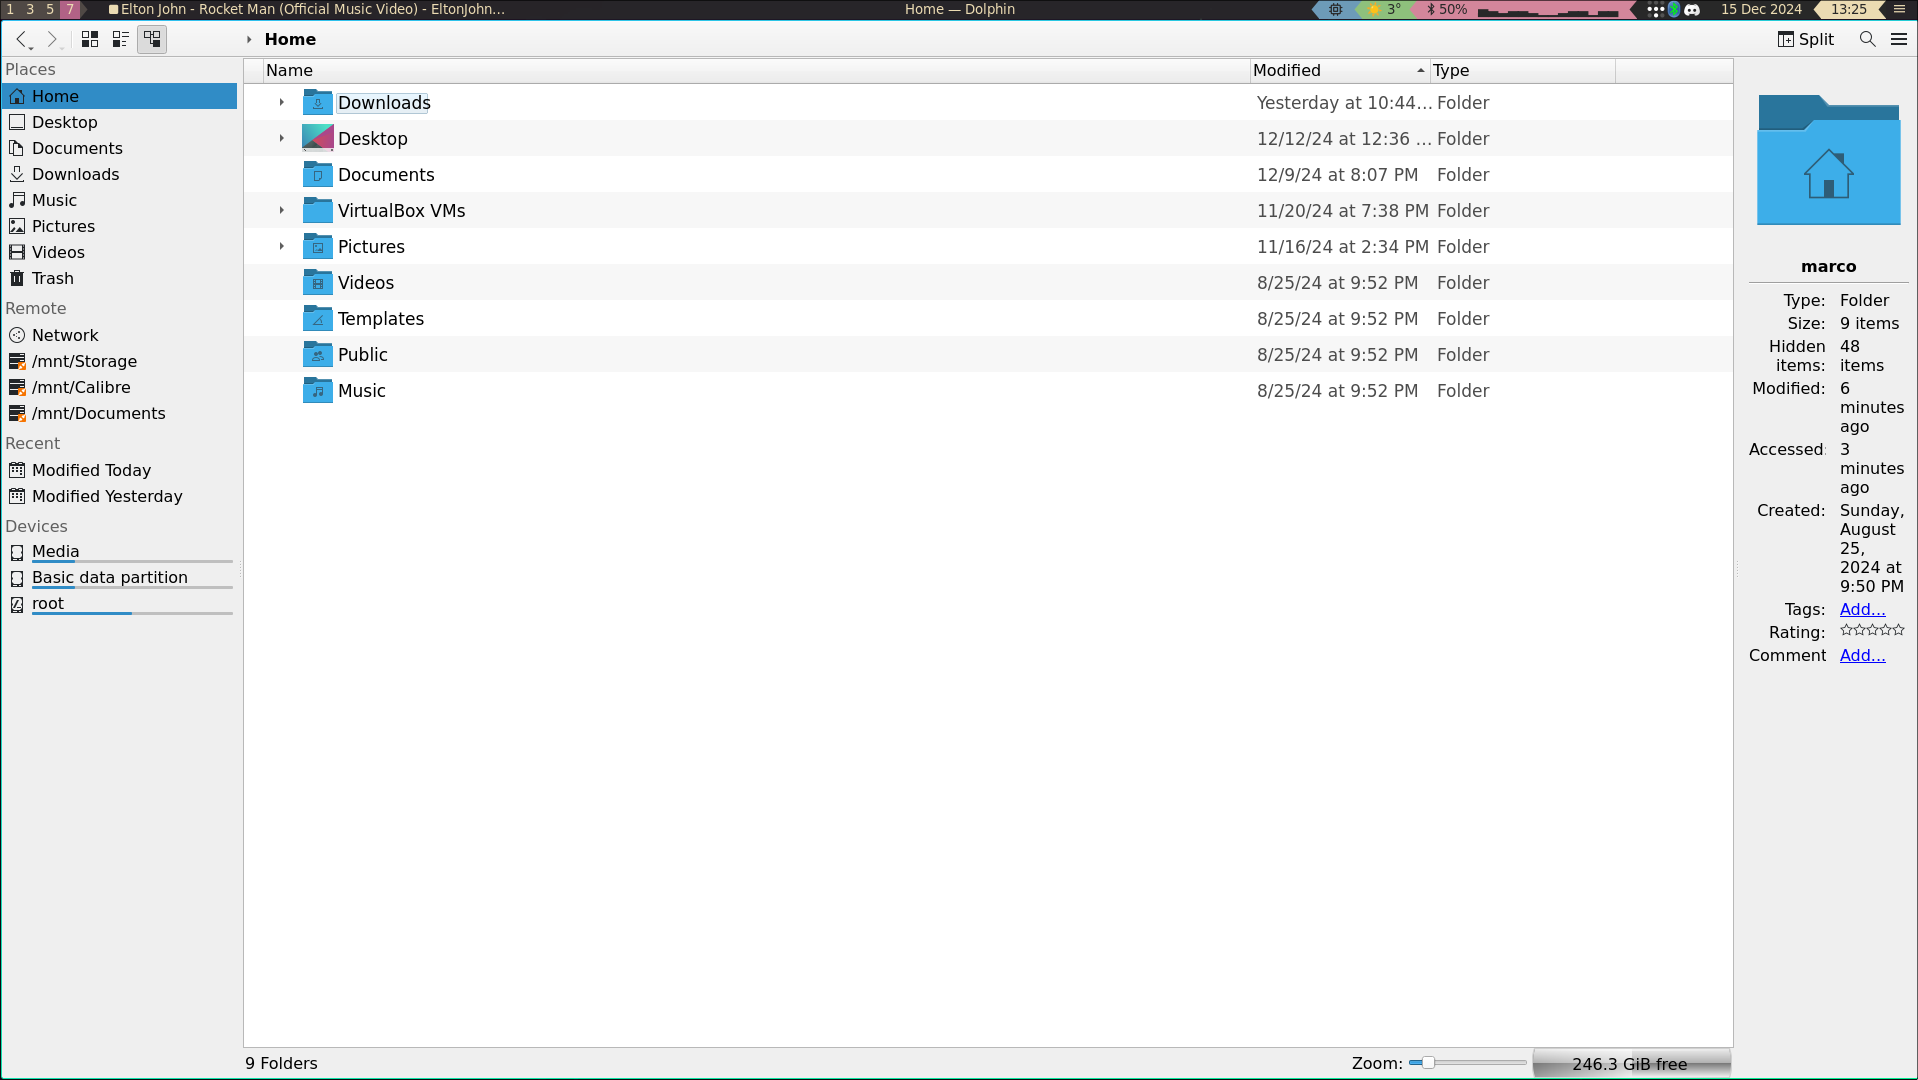 1 3 5 7 Elton John - Rocket Man (Official Music Video) - EltonJohn... Home — Dolphin 3° 50% 15 Dec 2024 13:25
Home Split
Places
Home
Desktop
Documents
Downloads
Music
Pictures
Videos
Trash
Remote
Network
/mnt/Storage
/mnt/Calibre
/mnt/Documents
Recent
Modified Today
Modified Yesterday
Devices
Media
Basic data partition
root
Name Modified Type
Downloads Yesterday at 10:44... Folder
Desktop 12/12/24 at 12:36 ... Folder
Documents 12/9/24 at 8:07 PM Folder
VirtualBox VMs 11/20/24 at 7:38 PM Folder
Pictures 11/16/24 at 2:34 PM Folder
Videos 8/25/24 at 9:52 PM Folder
Templates 8/25/24 at 9:52 PM Folder
Public 8/25/24 at 9:52 PM Folder
Music 8/25/24 at 9:52 PM Folder
marco
Type: Folder
Size: 9 items
Hidden 48
items: items
Modified: 6
minutes
ago
Accessed: 3
minutes
ago
Created: Sunday,
August
25,
2024 at
9:50 PM
Tags: Add...
Rating:
Comment Add...
9 Folders Zoom: 246.3 GiB free